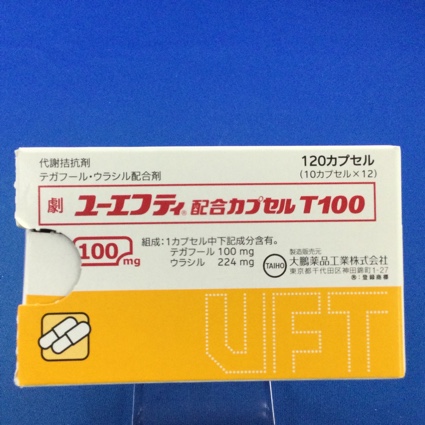 代謝拮抗剤
テガフール・ウラシル配合剤
120カプセル
(10カプセル×12)
劇 ユーエフティ® 配合カプセル T100
100mg
組成：1カプセル中下記成分含有。
テガフール 100 mg
ウラシル 224 mg
TAIHO
製造販売元
大鵬薬品工業株式会社
東京都千代田区神田錦町1-27
®：登録商標
UFT